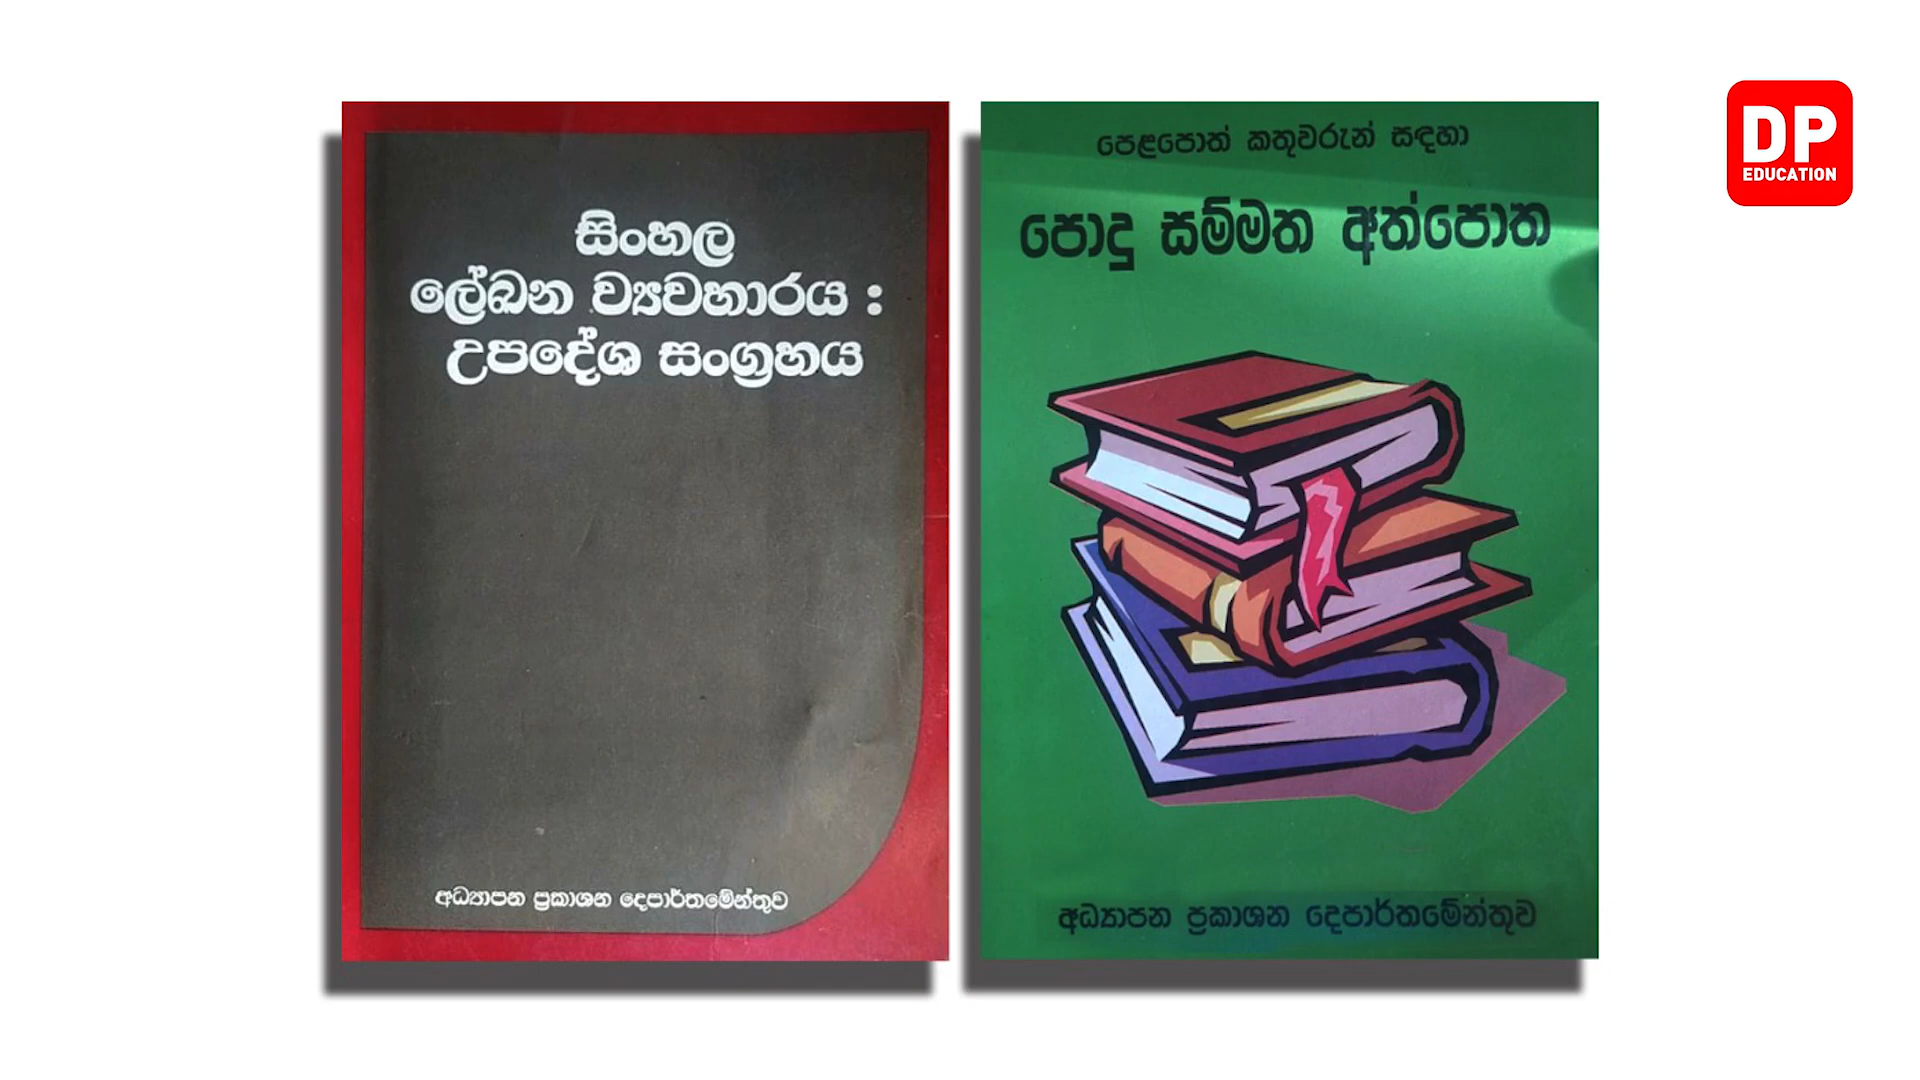 සිංහල
ලේඛන ව්‍යවහාරය :
උපදේශ සංග්‍රහය
අධ්‍යාපන ප්‍රකාශන දෙපාර්තමේන්තුව
පෙළපොත් කතුවරුන් සඳහා
පොදු සම්මත අත්පොත
අධ්‍යාපන ප්‍රකාශන දෙපාර්තමේන්තුව
DP
EDUCATION